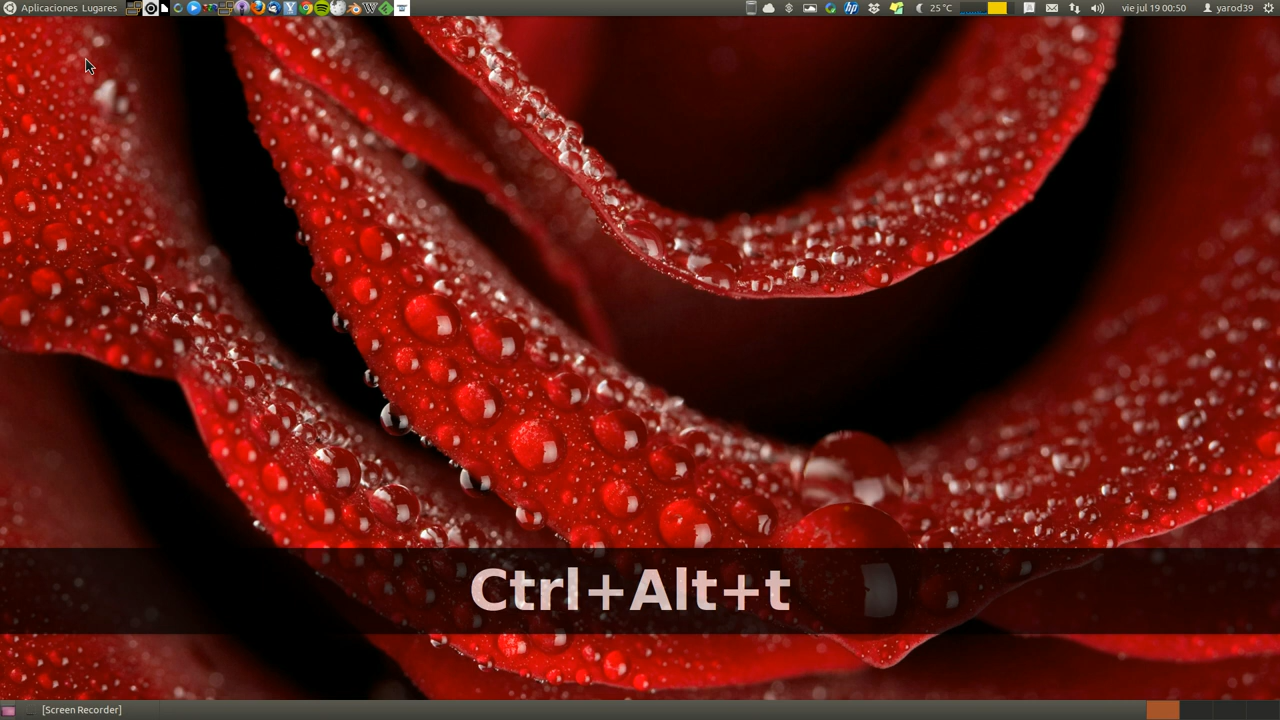 Aplicaciones Lugares
25 °C
vie jul 19 00:50
yarod39
Ctrl+Alt+t
[Screen Recorder]